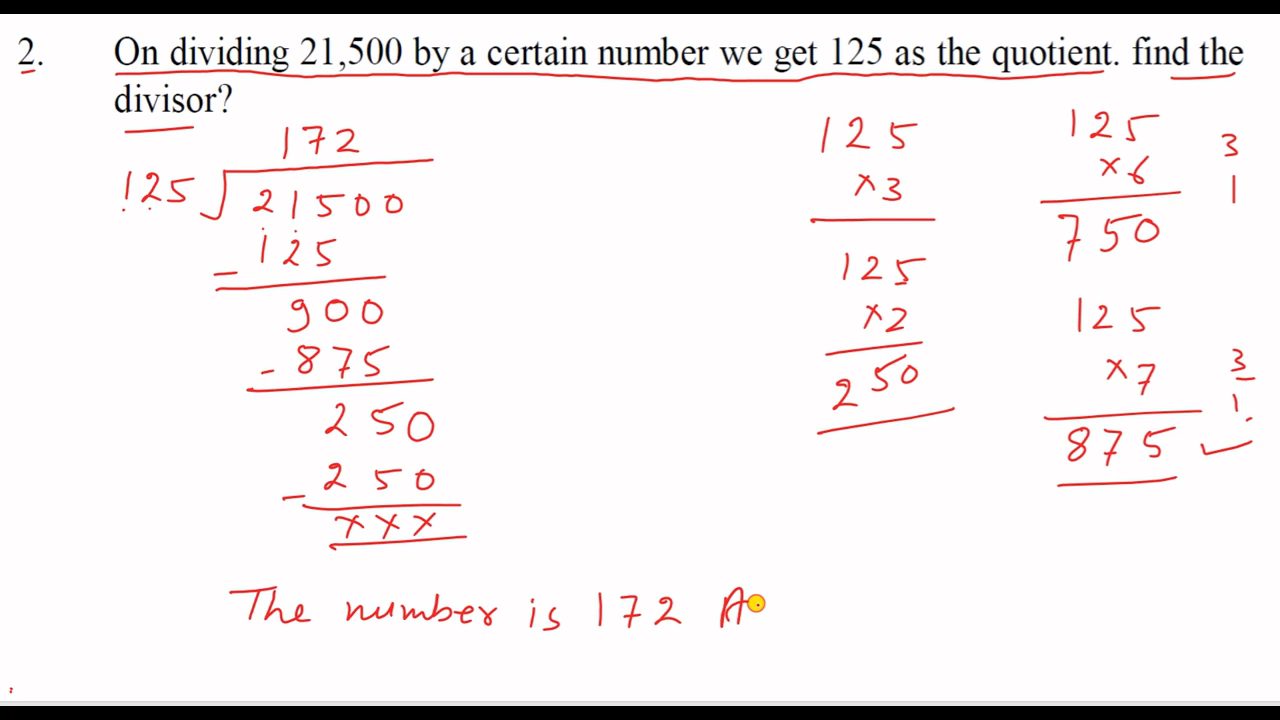 2. On dividing 21,500 by a certain number we get 125 as the quotient. find the
divisor?
172
125 21500
- 125
900
- 875
250
- 250
x x x
125
x3
125
x2
250
125
x6
750
3
1
125
x7
875
3
1
The number is 172 A